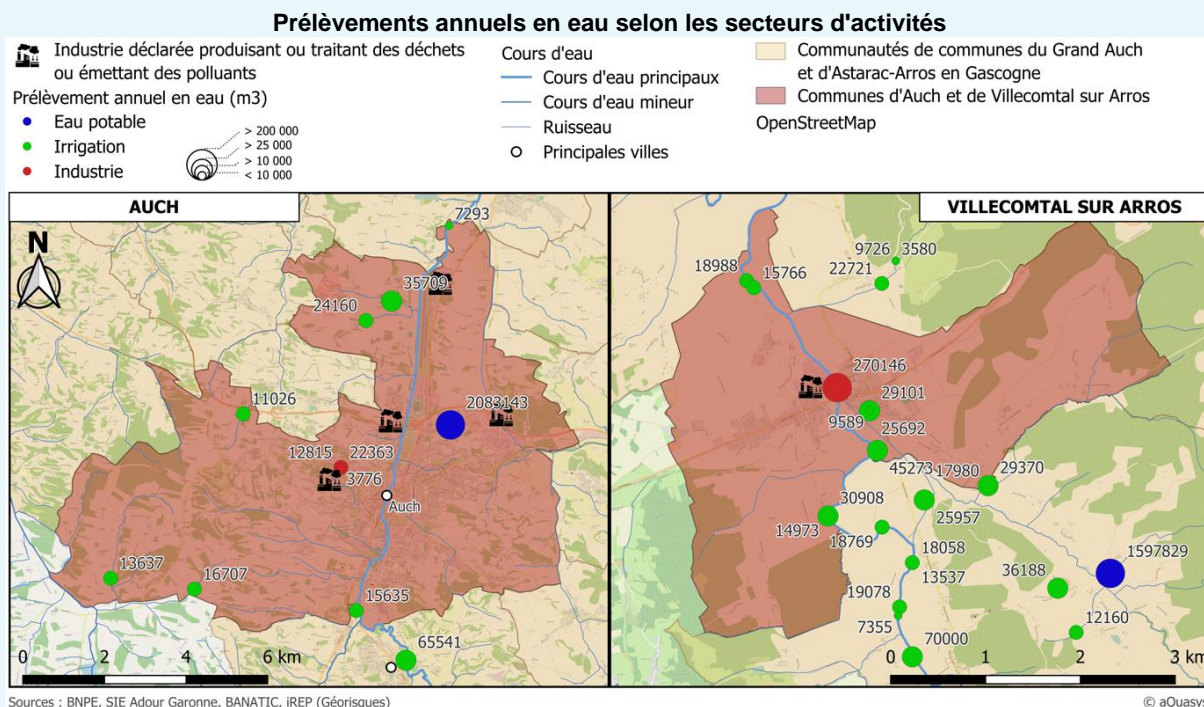 Prélèvements annuels en eau selon les secteurs d'activités
Industrie déclarée produisant ou traitant des déchets
ou émettant des polluants
Prélèvement annuel en eau (m3)
Eau potable
Irrigation
Industrie
> 200 000
> 25 000
> 10 000
< 10 000
Cours d'eau
Cours d'eau principaux
Cours d'eau mineur
Ruisseau
Principales villes
Communautés de communes du Grand Auch
et d'Astarac-Arros en Gascogne
Communes d'Auch et de Villecomtal sur Arros
OpenStreetMap
AUCH
N
7293
35709
24160
11026
2083143
12815 22363
3776
Auch
13637
16707
15635
65541
0 2 4 6 km
VILLECOMTAL SUR ARROS
9726 3580
22721
18988 15766
270146
29101
9589
25692
45273 17980 29370
30908
25957
14973
18769
18058
13537
1597829
36188
19078
7355
12160
70000
0 1 2 3 km
Sources : BNPE, SIE Adour Garonne, BANATIC, iREP (Géorisques)